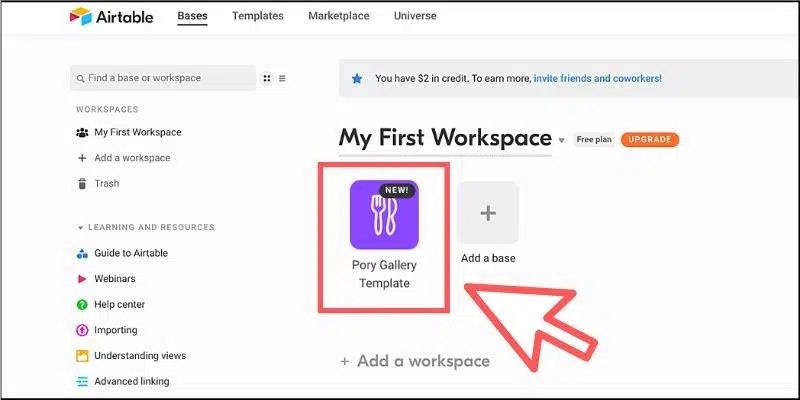 Airtable
Bases
Templates
Marketplace
Universe
Find a base or workspace
WORKSPACES
My First Workspace
Add a workspace
Trash
LEARNING AND RESOURCES
Guide to Airtable
Webinars
Help center
Importing
Understanding views
Advanced linking
You have $2 in credit. To earn more, invite friends and coworkers!
My First Workspace
Free plan
UPGRADE
NEW!
Pory Gallery
Template
+
Add a base
+ Add a workspace